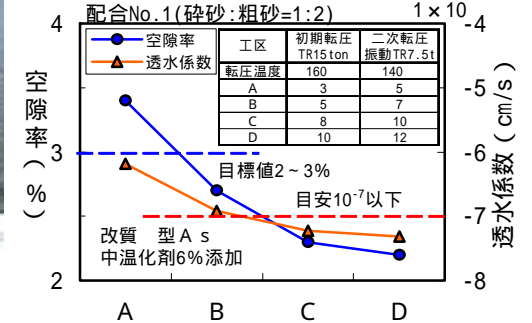 配合No.1(砕砂:粗砂=1:2)
1×10
4
3
2
空隙率(%)
空隙率
透水係数
工区 初期転圧 TR15ton 二次転圧 振動TR7.5t
転圧温度 160 140
A 3 5
B 5 7
C 8 10
D 10 12
目標値2~3%
目安10-7以下
改質 型As
中温化剤6%添加
-4
-5
-6
-7
-8
透水係数(cm/s)
A B C D